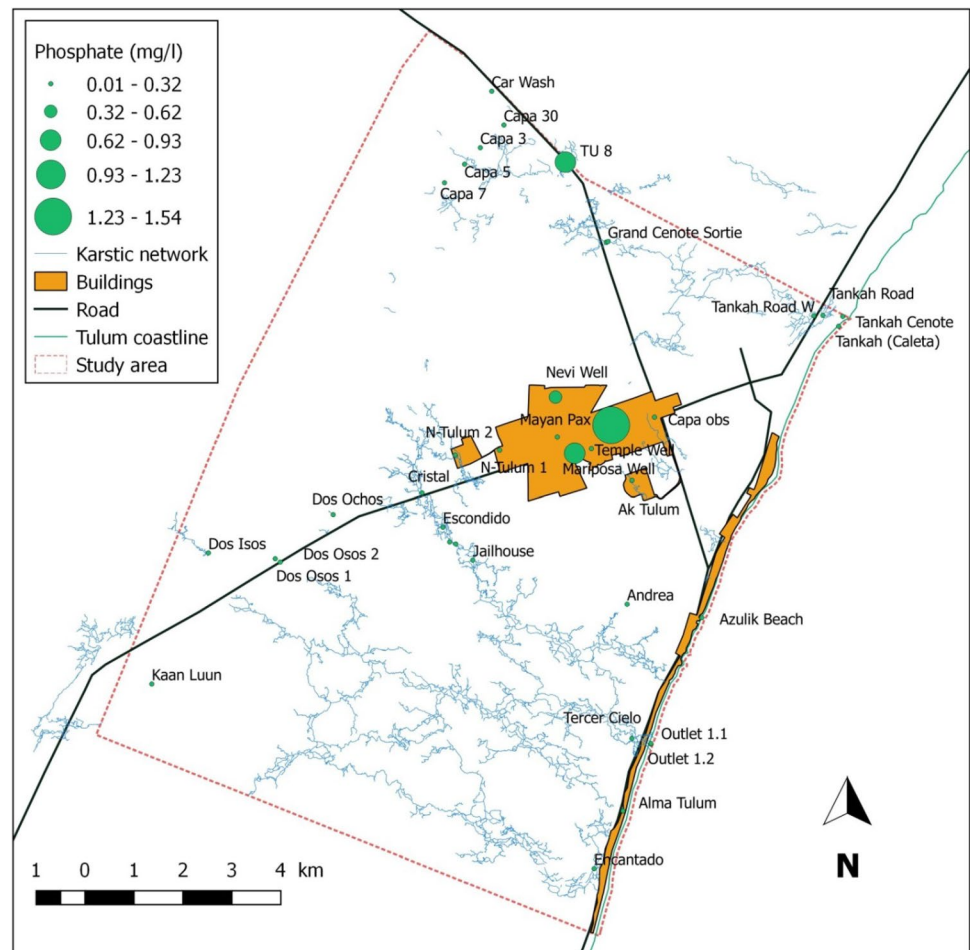 Phosphate (mg/l)
0.01 - 0.32
0.32 - 0.62
0.62 - 0.93
0.93 - 1.23
1.23 - 1.54
Karstic network
Buildings
Road
Tulum coastline
Study area
Car Wash
Capa 30
Capa 3
TU 8
Capa 5
Capa 7
Grand Cenote Sortie
Tankah Road W
Tankah Road
Tankah Cenote
Tankah (Caleta)
Nevi Well
Mayan Pax
Capa obs
N-Tulum 2
Temple Well
N-Tulum 1
Mariposa Well
Cristal
Ak Tulum
Dos Ochos
Escondido
Dos Isos
Dos Osos 2
Jailhouse
Dos Osos 1
Andrea
Azulik Beach
Kaan Luun
Tercer Cielo
Outlet 1.1
Outlet 1.2
Alma Tulum
Encantado
1 0 1 2 3 4 km
N